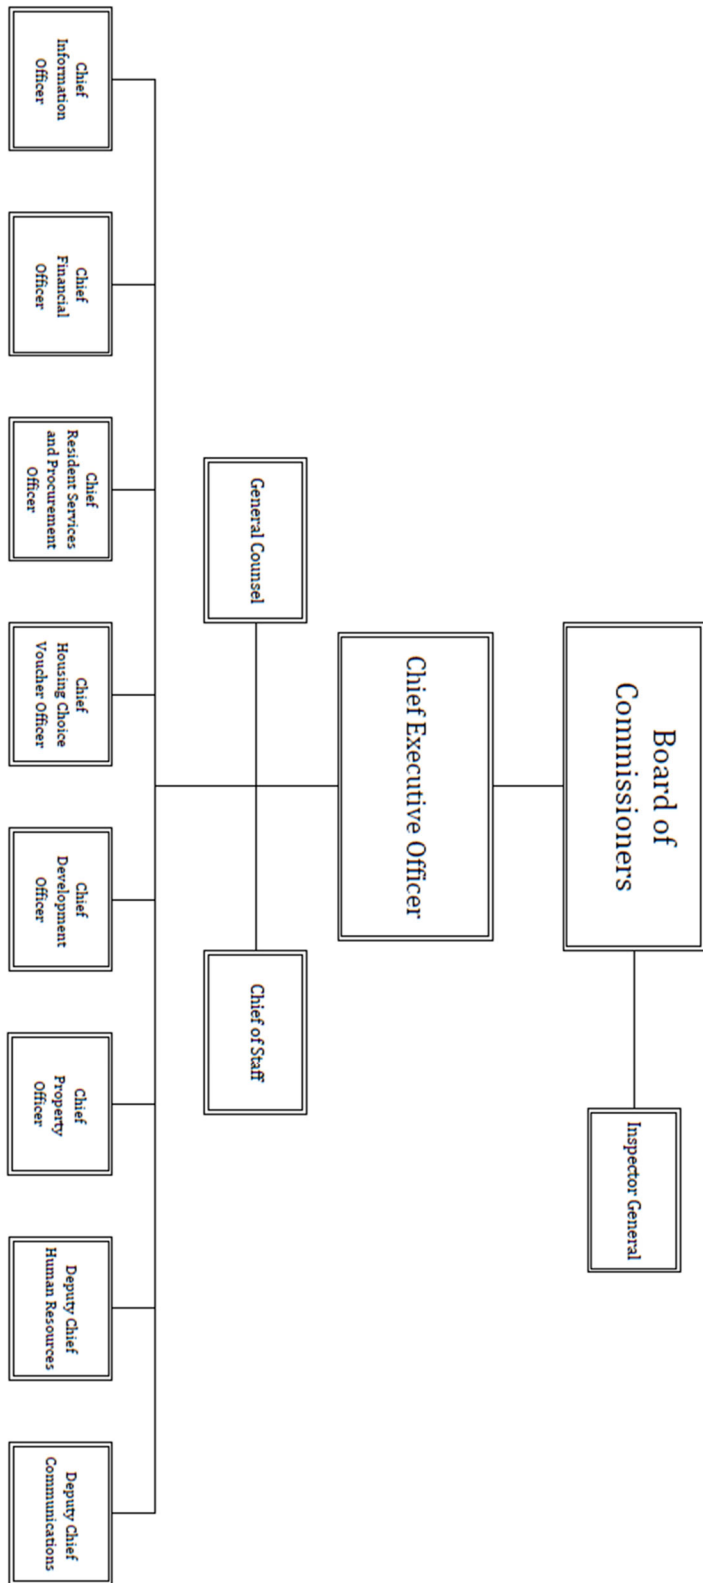 Board of
Commissioners
Inspector General
Chief Executive Officer
General Counsel
Chief of Staff
Chief
Information
Officer
Chief
Financial
Officer
Chief
Resident Services
and Procurement
Officer
Chief
Housing Choice
Voucher Officer
Chief
Development
Officer
Chief
Property
Officer
Deputy Chief
Human Resources
Deputy Chief
Communications